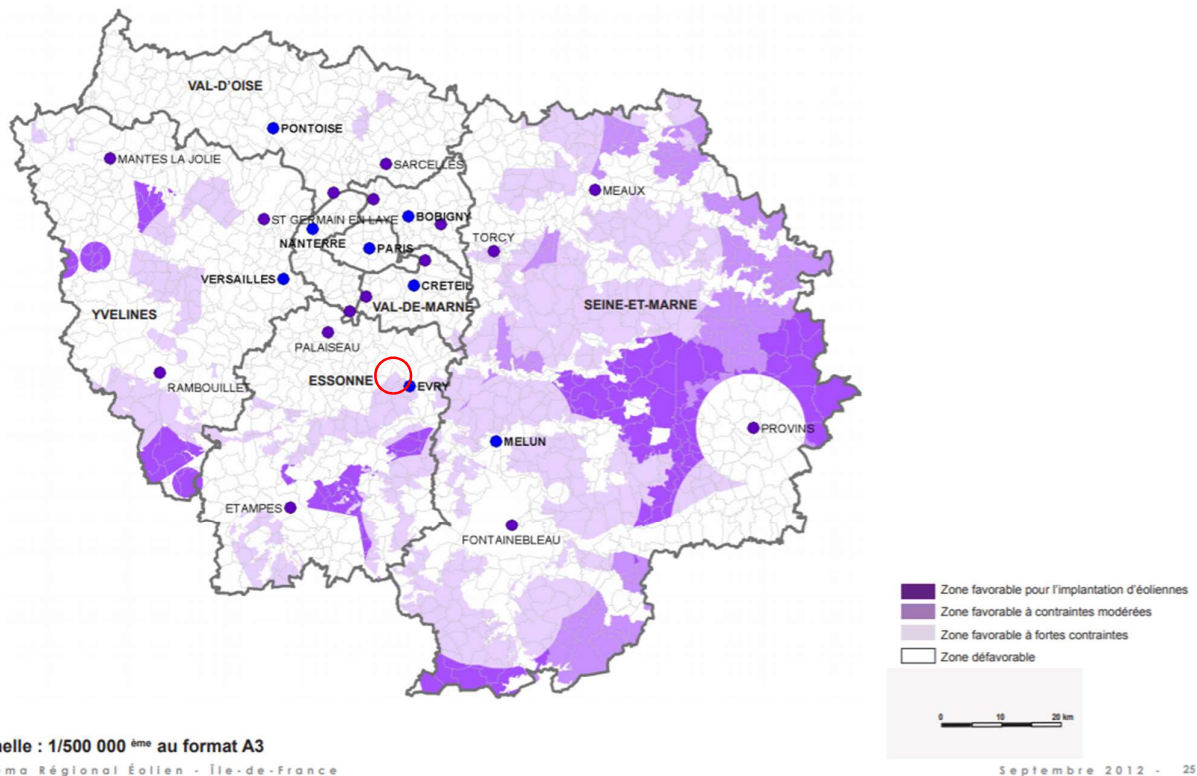 VAL-D'OISE
PONTOISE
MANTES LA JOLIE
SARCELLES
MEAUX
ST GERMAIN EN LAYE
BOBIGNY
NANTERRE
PARIS
TORCY
VERSAILLES
CRETEIL
VAL-DE-MARNE
SEINE-ET-MARNE
YVELINES
PALAISEAU
RAMBOUILLET
ESSONNE
EVRY
PROVINS
MELUN
ETAMPES
FONTAINEBLEAU
Zone favorable pour l'implantation d'éoliennes
Zone favorable à contraintes modérées
Zone favorable à fortes contraintes
Zone défavorable
0 10 20 km
elle : 1/500 000 ème au format A3
ma Régional Éolien - Île-de-France
Septembre 2012 - 25